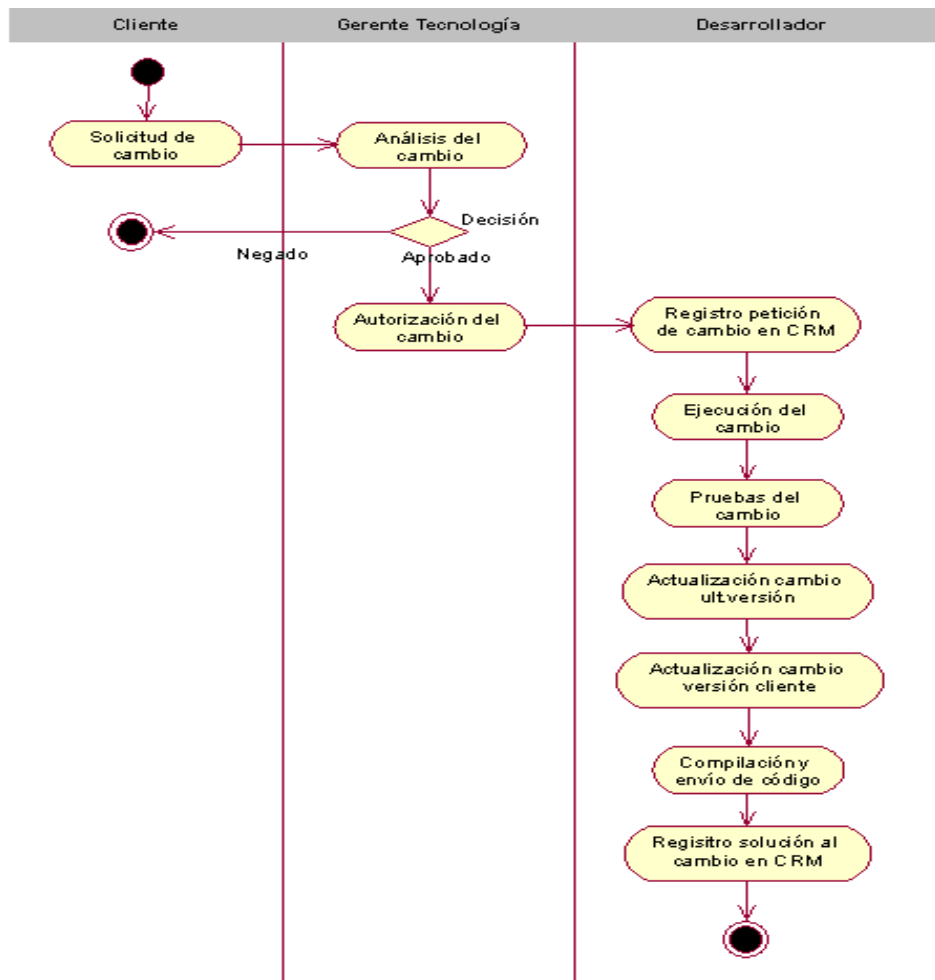 Cliente
Gerente Tecnología
Desarrollador
Solicitud de
cambio
Análisis del
cambio
Decisión
Negado
Aprobado
Autorización del
cambio
Registro petición
de cambio en CRM
Ejecución del
cambio
Pruebas del
cambio
Actualización cambio
ult.versión
Actualización cambio
versión cliente
Compilación y
envío de código
Regisitro solución al
cambio en CRM